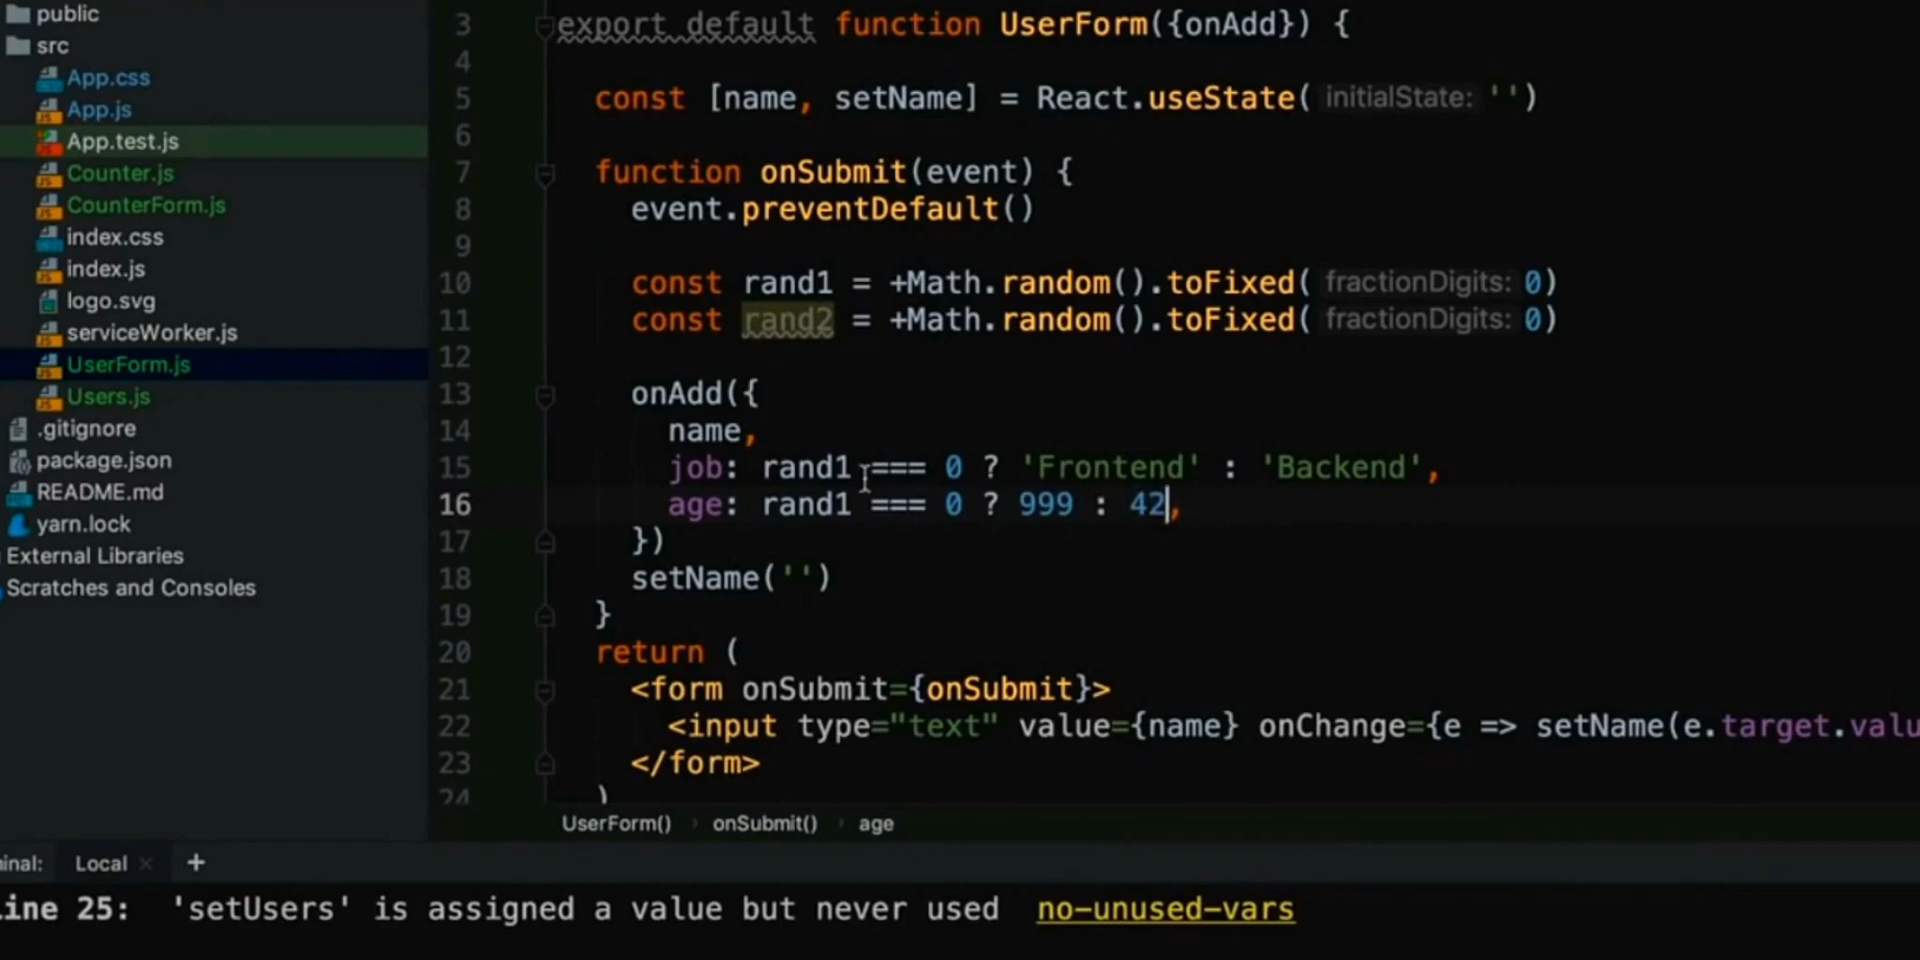 public
src
App.css
App.js
App.test.js
Counter.js
CounterForm.js
index.css
index.js
logo.svg
serviceWorker.js
UserForm.js
Users.js
.gitignore
package.json
README.md
yarn.lock
External Libraries
Scratches and Consoles
3 export default function UserForm({onAdd}) {
4
5 const [name, setName] = React.useState( initialState: '')
6
7 function onSubmit(event) {
8 event.preventDefault()
9
10 const rand1 = +Math.random().toFixed( fractionDigits: 0)
11 const rand2 = +Math.random().toFixed( fractionDigits: 0)
12
13 onAdd({
14 name,
15 job: rand1 === 0 ? 'Frontend' : 'Backend',
16 age: rand1 === 0 ? 999 : 42,
17 })
18 setName('')
19 }
20 return (
21 <form onSubmit={onSubmit}>
22 <input type="text" value={name} onChange={e => setName(e.target.valu
23 </form>
24 )
UserForm() onSubmit() age
inal: Local × +
ine 25: 'setUsers' is assigned a value but never used no-unused-vars